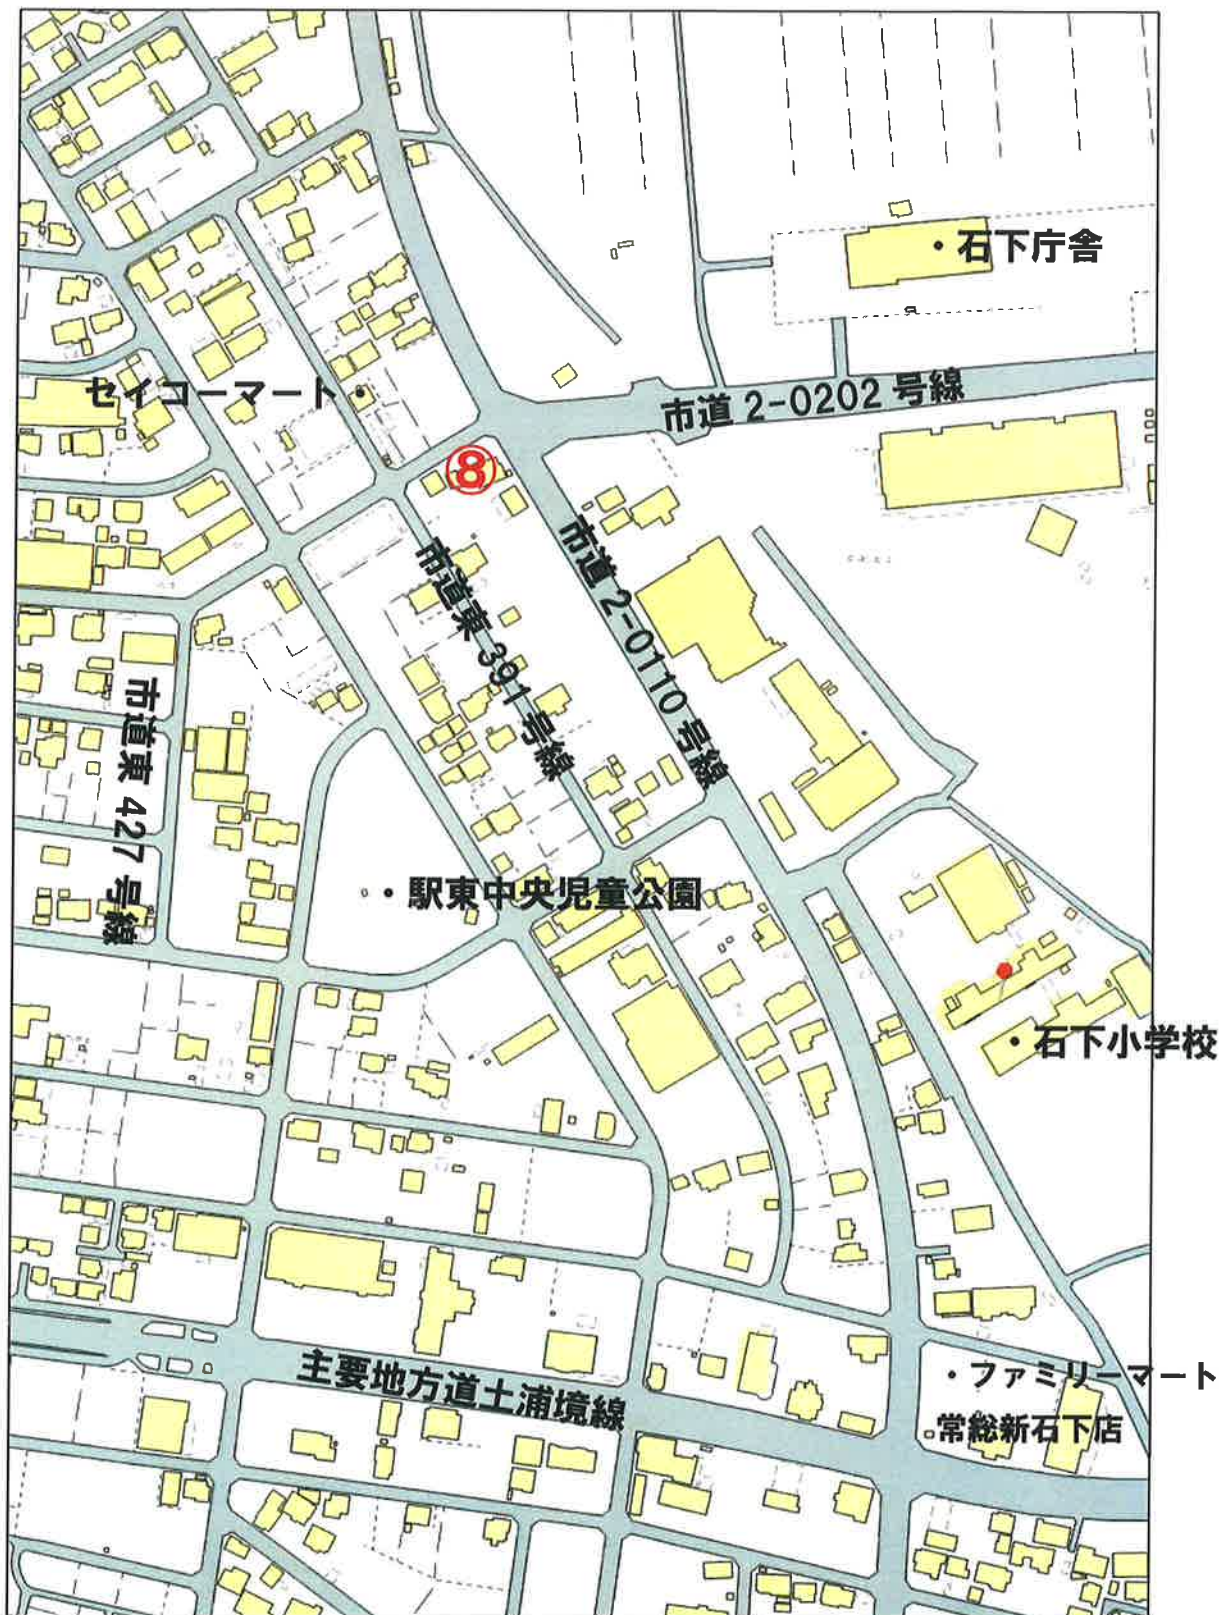 石下庁舎
セイコーマート
市道 2-0202 号線
⑧
市道東 391 号線
市道 2-0110 号線
市道東 427 号線
駅東中央児童公園
石下小学校
主要地方道土浦境線
ファミリーマート
常総新石下店